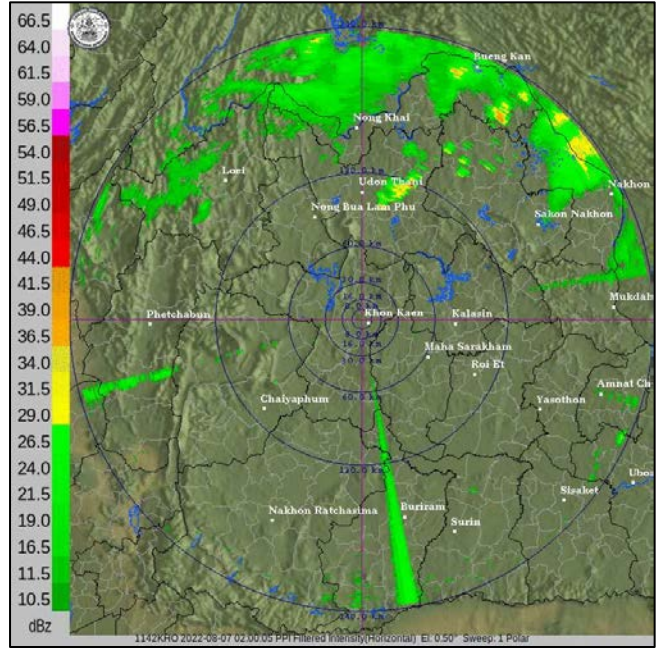 66.5
64.0
61.5
59.0
56.5
54.0
51.5
49.0
46.5
44.0
41.5
39.0
36.5
34.0
31.5
29.0
26.5
24.0
21.5
19.0
16.5
11.5
10.5
dBz
Bueng Kan
Nong Khai
Loei
Udon Thani
Nakhon
Nong Bua Lam Phu
Sakon Nakhon
Mukdah
Phetchabun
Khon Kaen
Kalasin
Maha Sarakham
Roi Et
Chaiyaphum
Yasothon
Amnat Ch
Ubon
Sisaket
Nakhon Ratchasima
Buriram
Surin
1142KHO 2022-08-07 02:00:05 PPI Filtered Intensity(Horizontal) El: 0.50° Sweep: 1 Polar